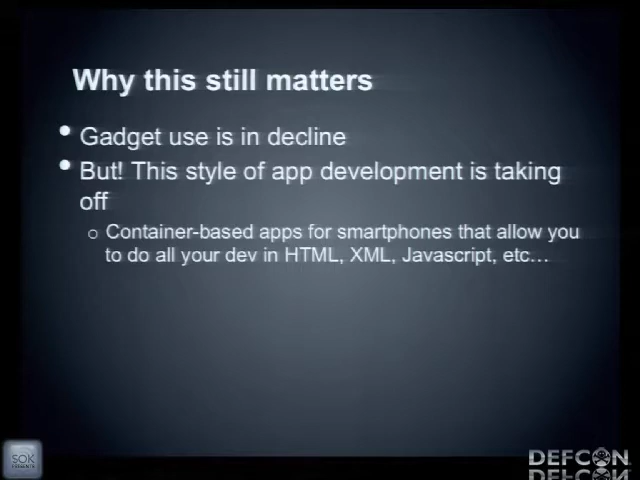 Why this still matters
• Gadget use is in decline
• But! This style of app development is taking
off
o Container-based apps for smartphones that allow you
to do all your dev in HTML, XML, Javascript, etc...
SOK
DEFCON